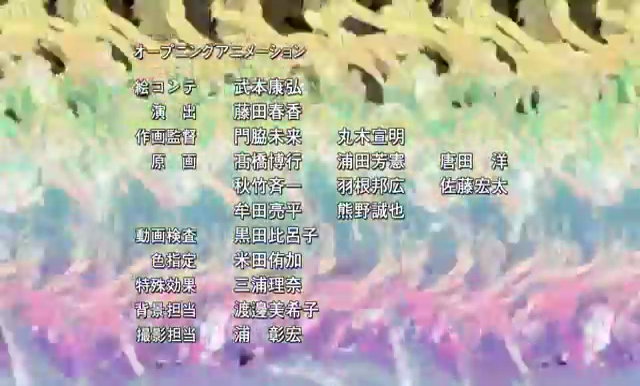 オープニングアニメーション
絵コンテ 武本康弘
演 出 藤田春香
作画監督 門脇未来 丸木宣明
原 画 髙橋博行 浦田芳憲 唐田 洋
秋竹斉一 羽根邦広 佐藤宏太
牟田亮平 熊野誠也
動画検査 黒田比呂子
色指定 米田侑加
特殊効果 三浦理奈
背景担当 渡邊美希子
撮影担当 浦 彰宏